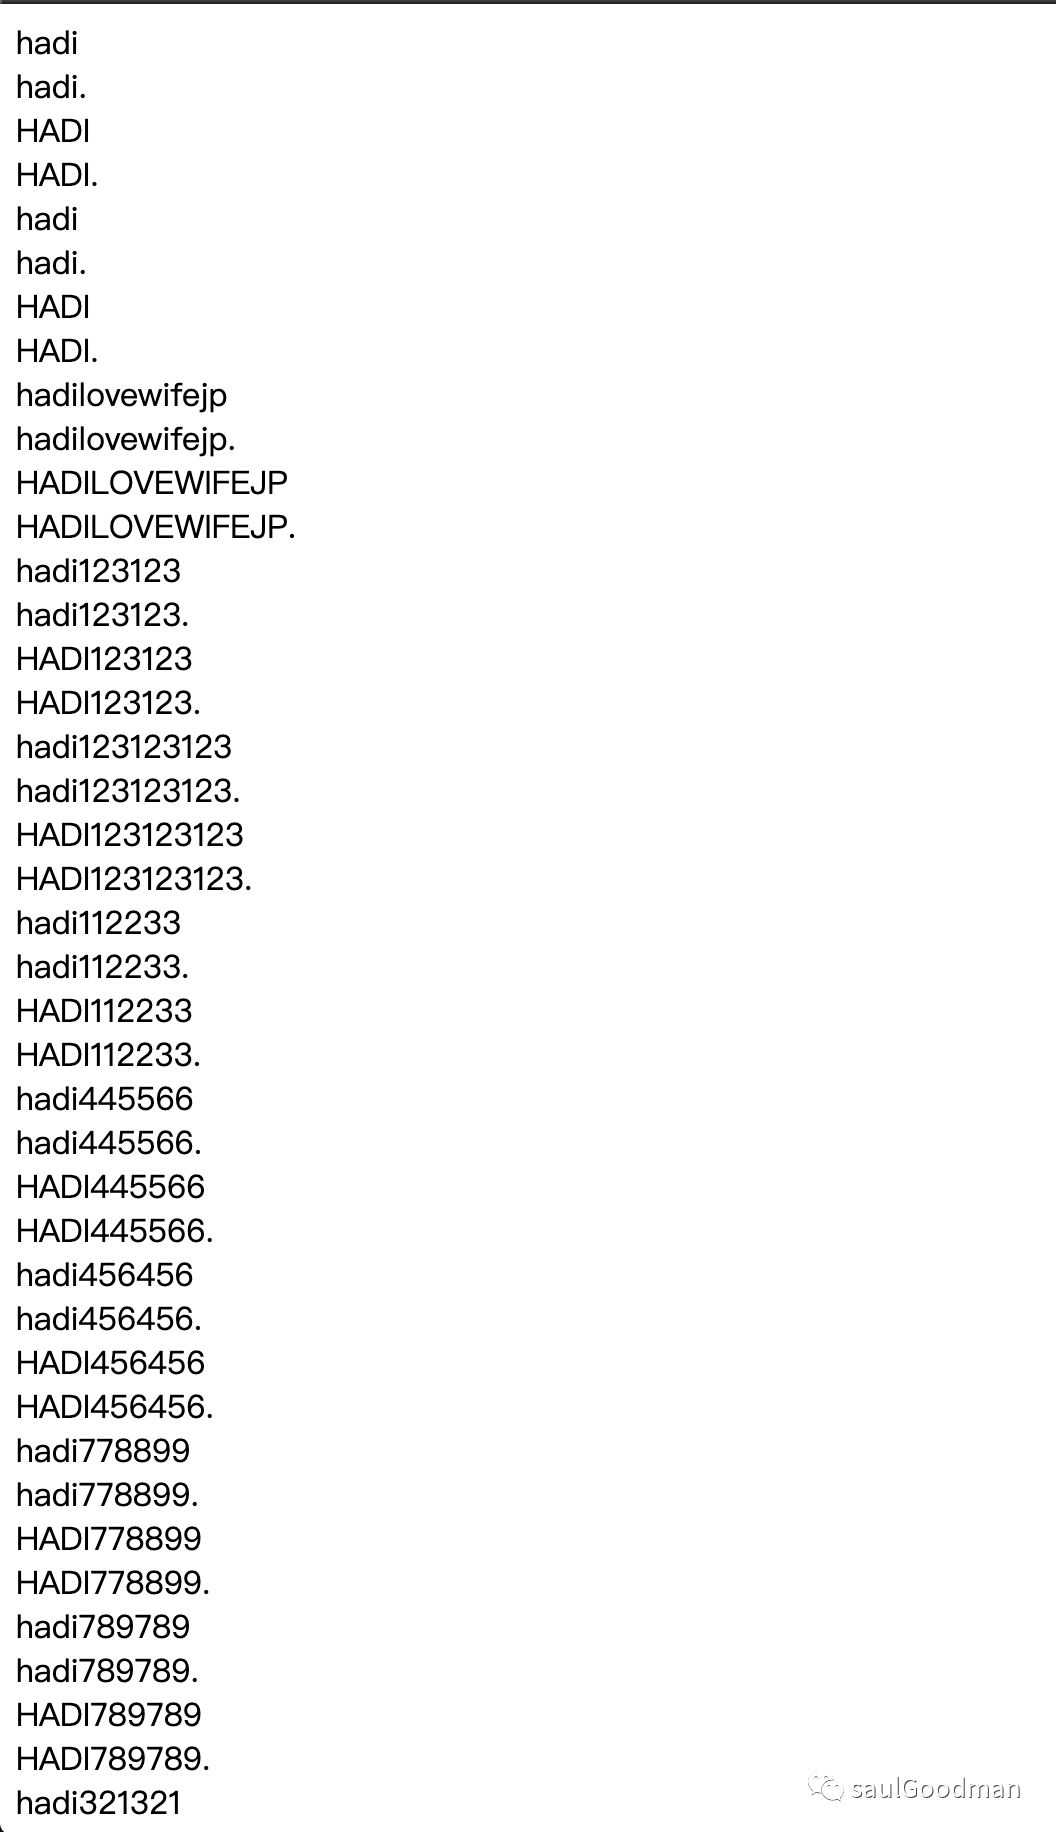 hadi
hadi.
HADI
HADI.
hadi
hadi.
HADI
HADI.
hadilovewifejp
hadilovewifejp.
HADILOVEWIFEJP
HADILOVEWIFEJP.
hadi123123
hadi123123.
HADI123123
HADI123123.
hadi123123123
hadi123123123.
HADI123123123
HADI123123123.
hadi112233
hadi112233.
HADI112233
HADI112233.
hadi445566
hadi445566.
HADI445566
HADI445566.
hadi456456
hadi456456.
HADI456456
HADI456456.
hadi778899
hadi778899.
HADI778899
HADI778899.
hadi789789
hadi789789.
HADI789789
HADI789789.
hadi321321
saulGoodman